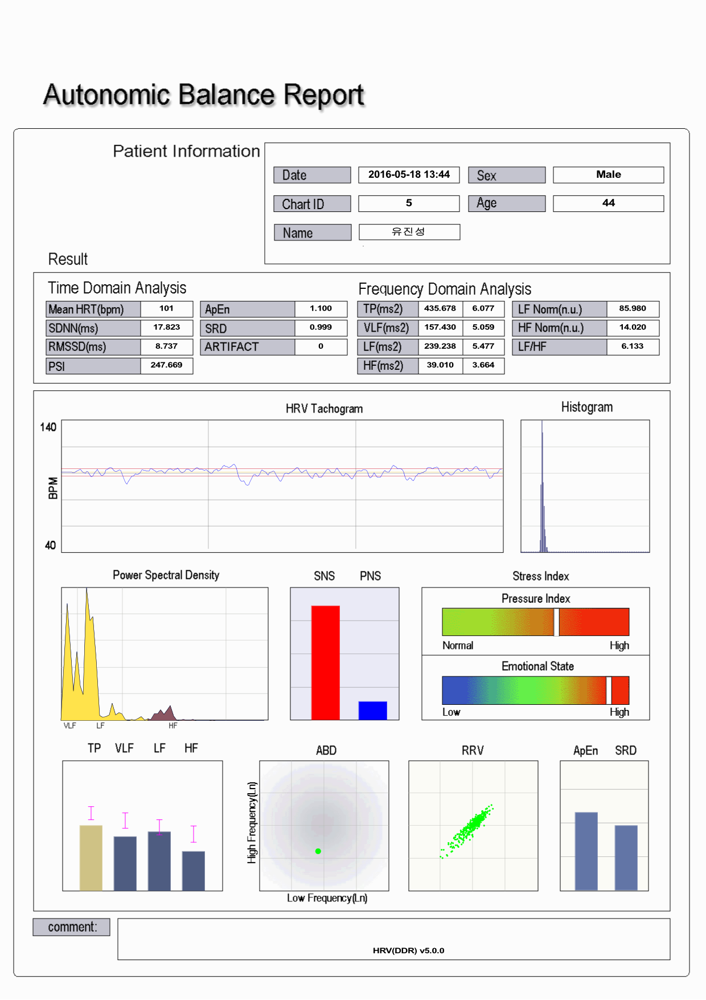 Autonomic Balance Report
Patient Information
Date 2016-05-18 13:44 Sex Male
Chart ID 5 Age 44
Name 유진성
Result
Time Domain Analysis
Frequency Domain Analysis
Mean HRT(bpm) 101 ApEn 1.100 TP(ms2) 435.678 6.077 LF Norm(n.u.) 85.980
SDNN(ms) 17.823 SRD 0.999 VLF(ms2) 157.430 5.059 HF Norm(n.u.) 14.020
RMSSD(ms) 8.737 ARTIFACT 0 LF(ms2) 239.238 5.477 LF/HF 6.133
PSI 247.669 HF(ms2) 39.010 3.664
HRV Tachogram Histogram
140
BPM
40
Power Spectral Density SNS PNS Stress Index
Pressure Index
Normal High
Emotional State
Low High
VLF LF HF
TP VLF LF HF ABD RRV ApEn SRD
High Frequency(Ln)
Low Frequency(Ln)
comment:
HRV(DDR) v5.0.0